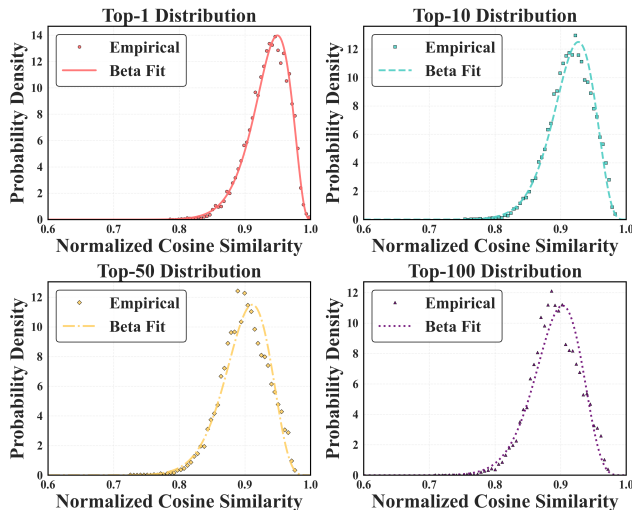 Top-1 Distribution
Probability Density
14
12
10
8
6
4
2
0
Empirical
Beta Fit
0.6 0.7 0.8 0.9 1.0
Normalized Cosine Similarity
Top-10 Distribution
Probability Density
12
10
8
6
4
2
0
Empirical
Beta Fit
0.6 0.7 0.8 0.9 1.0
Normalized Cosine Similarity
Top-50 Distribution
Probability Density
12
10
8
6
4
2
0
Empirical
Beta Fit
0.6 0.7 0.8 0.9 1.0
Normalized Cosine Similarity
Top-100 Distribution
Probability Density
12
10
8
6
4
2
0
Empirical
Beta Fit
0.6 0.7 0.8 0.9 1.0
Normalized Cosine Similarity